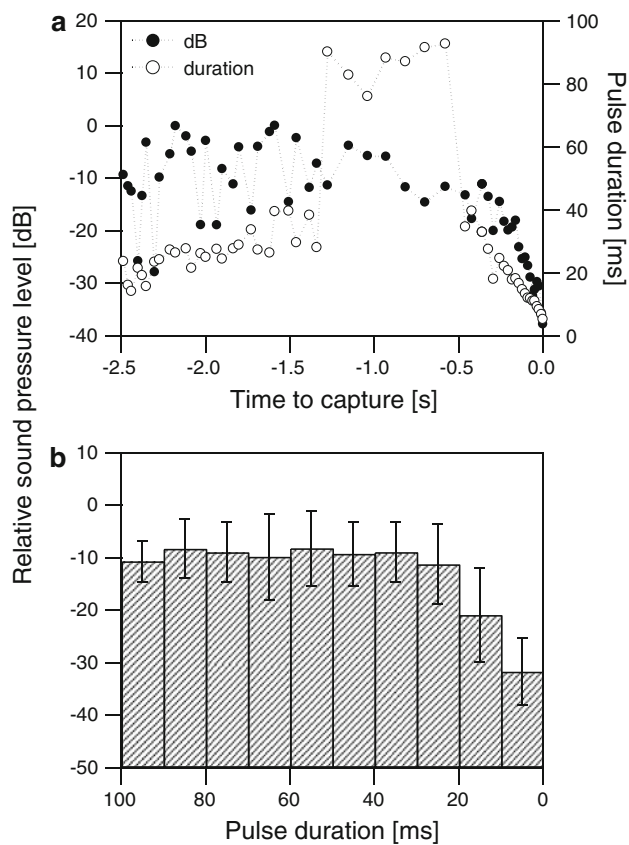 a
20
10
0
-10
-20
-30
-40
dB
duration
100
80
60
40
20
0
Pulse duration [ms]
-2.5 -2.0 -1.5 -1.0 -0.5 0.0
Time to capture [s]
Relative sound pressure level [dB]
b
10
0
-10
-20
-30
-40
-50
100 80 60 40 20 0
Pulse duration [ms]